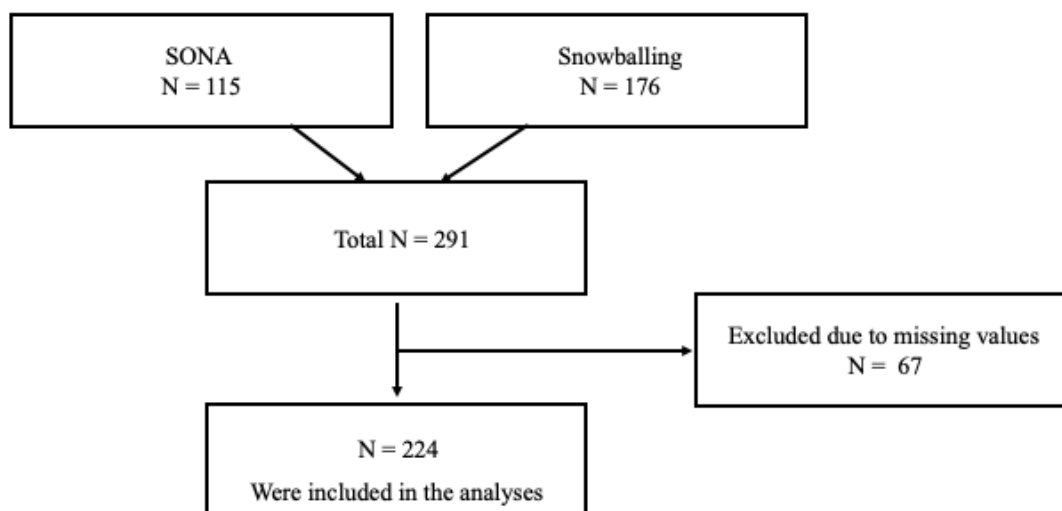 SONA
N = 115
Snowballing
N = 176
Total N = 291
Excluded due to missing values
N =  67
N = 224
Were included in the analyses